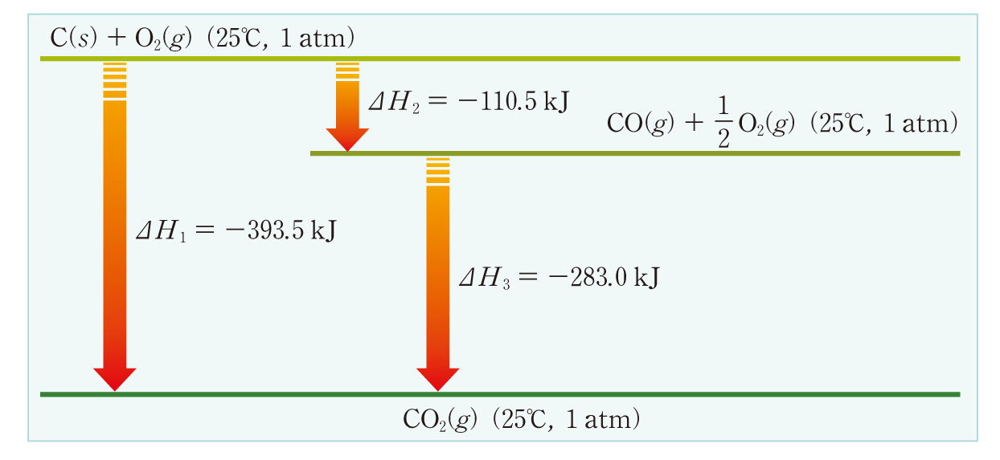 C(s) + O₂(g) (25℃, 1 atm)
ΔH₂ = −110.5 kJ
CO(g) + 1/2 O₂(g) (25℃, 1 atm)
ΔH₁ = −393.5 kJ
ΔH₃ = −283.0 kJ
CO₂(g) (25℃, 1 atm)